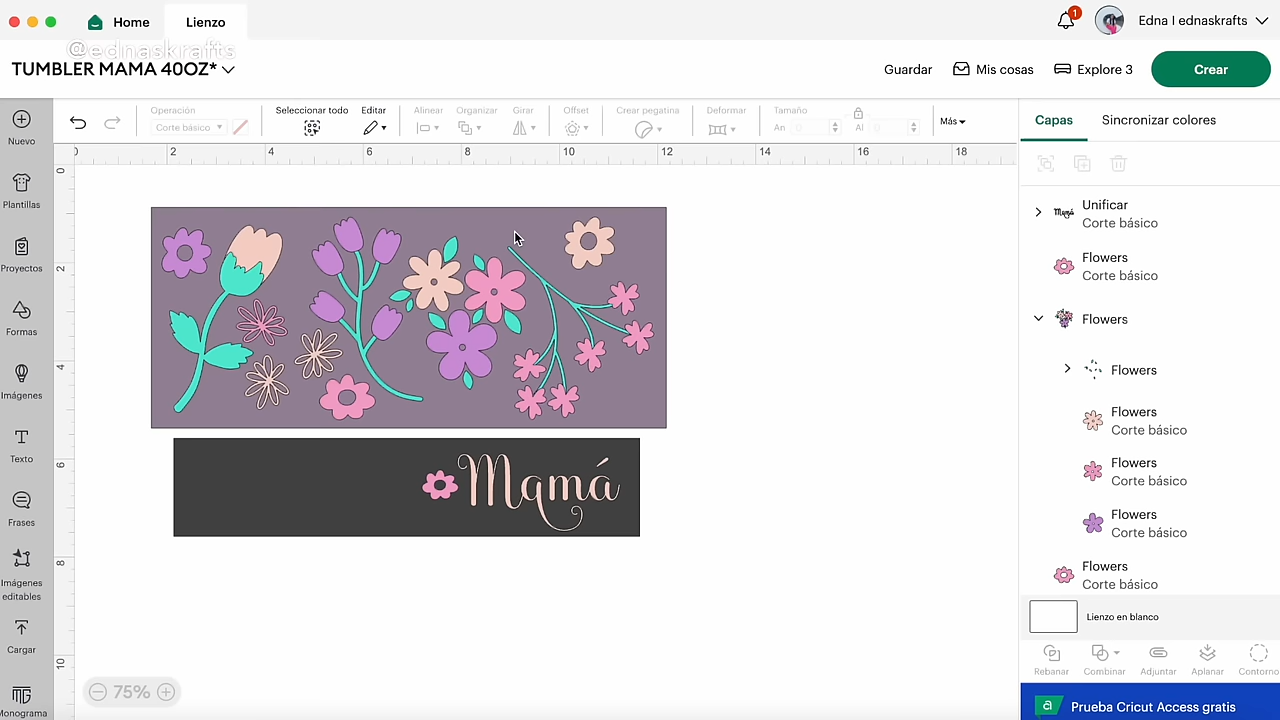 Home
Lienzo
1
Edna I ednaskrafts
@ednaskrafts
TUMBLER MAMA 40OZ*
Guardar
Mis cosas
Explore 3
Crear
Operación
Corte básico
Seleccionar todo
Editar
Alinear
Organizar
Girar
Offset
Crear pegatina
Deformar
Tamaño
An
0
Al
0
Más
Capas
Sincronizar colores
Nuevo
Plantillas
Proyectos
Formas
Imágenes
Texto
Frases
Imágenes
editables
Cargar
Monograma
0 2 4 6 8 10 12 14 16 18
0
2
4
6
8
10
Mamá
75%
Unificar
Corte básico
Flowers
Corte básico
Flowers
Flowers
Flowers
Corte básico
Flowers
Corte básico
Flowers
Corte básico
Flowers
Corte básico
Lienzo en blanco
Rebanar
Combinar
Adjuntar
Aplanar
Contorno
a
Prueba Cricut Access gratis